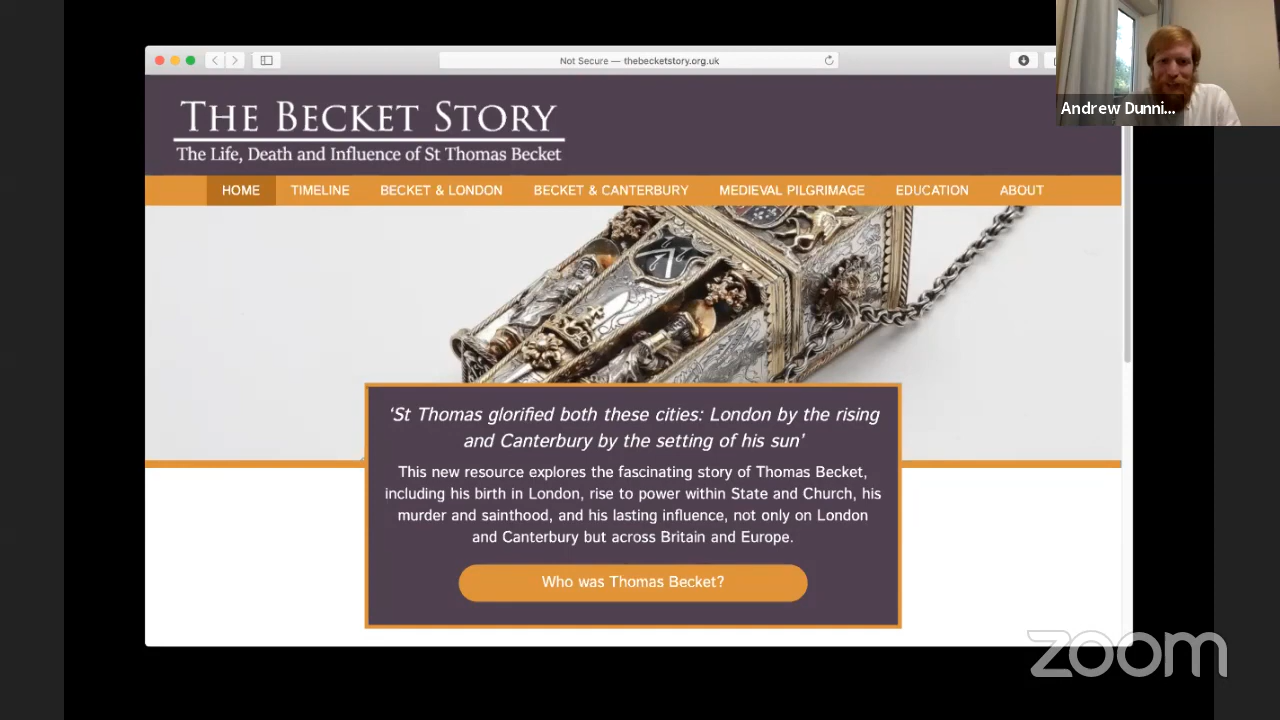 Not Secure — thebecketstory.org.uk
Andrew Dunni...
THE BECKET STORY
The Life, Death and Influence of St Thomas Becket
HOME TIMELINE BECKET & LONDON BECKET & CANTERBURY MEDIEVAL PILGRIMAGE EDUCATION ABOUT
‘St Thomas glorified both these cities: London by the rising
and Canterbury by the setting of his sun’
This new resource explores the fascinating story of Thomas Becket,
including his birth in London, rise to power within State and Church, his
murder and sainthood, and his lasting influence, not only on London
and Canterbury but across Britain and Europe.
Who was Thomas Becket?
zoom